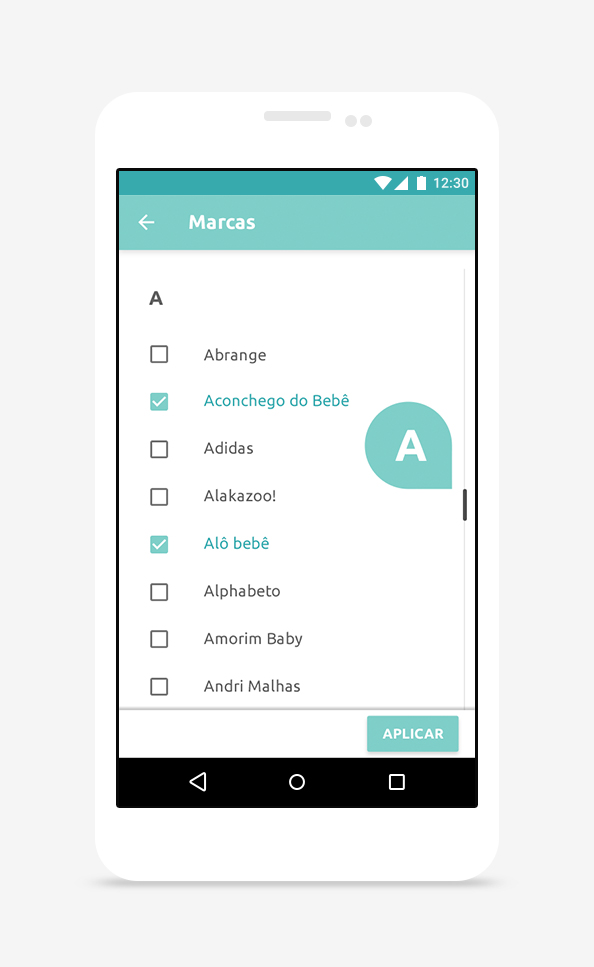 12:30
Marcas
A
Abrange
Aconchego do Bebê
A
Adidas
Alakazoo!
Alô bebê
Alphabeto
Amorim Baby
Andri Malhas
APLICAR